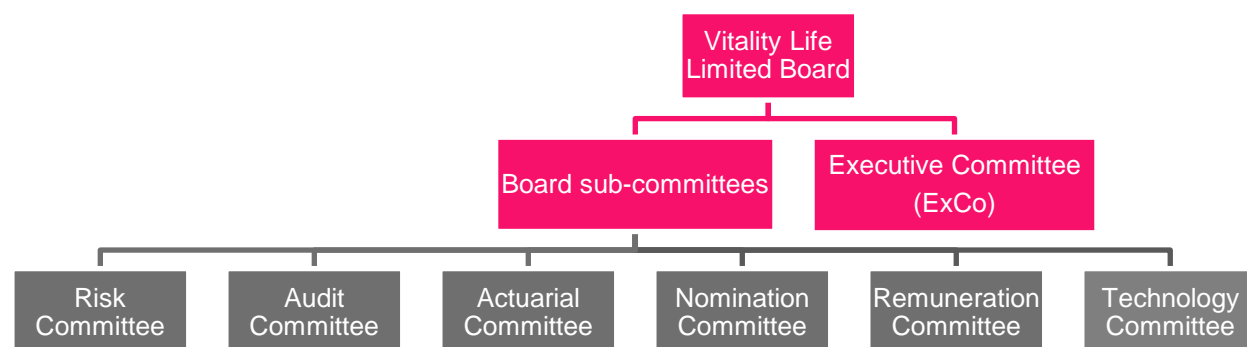 Vitality Life
Limited Board
Board sub-committees
Executive Committee
(ExCo)
Risk
Committee
Audit
Committee
Actuarial
Committee
Nomination
Committee
Remuneration
Committee
Technology
Committee